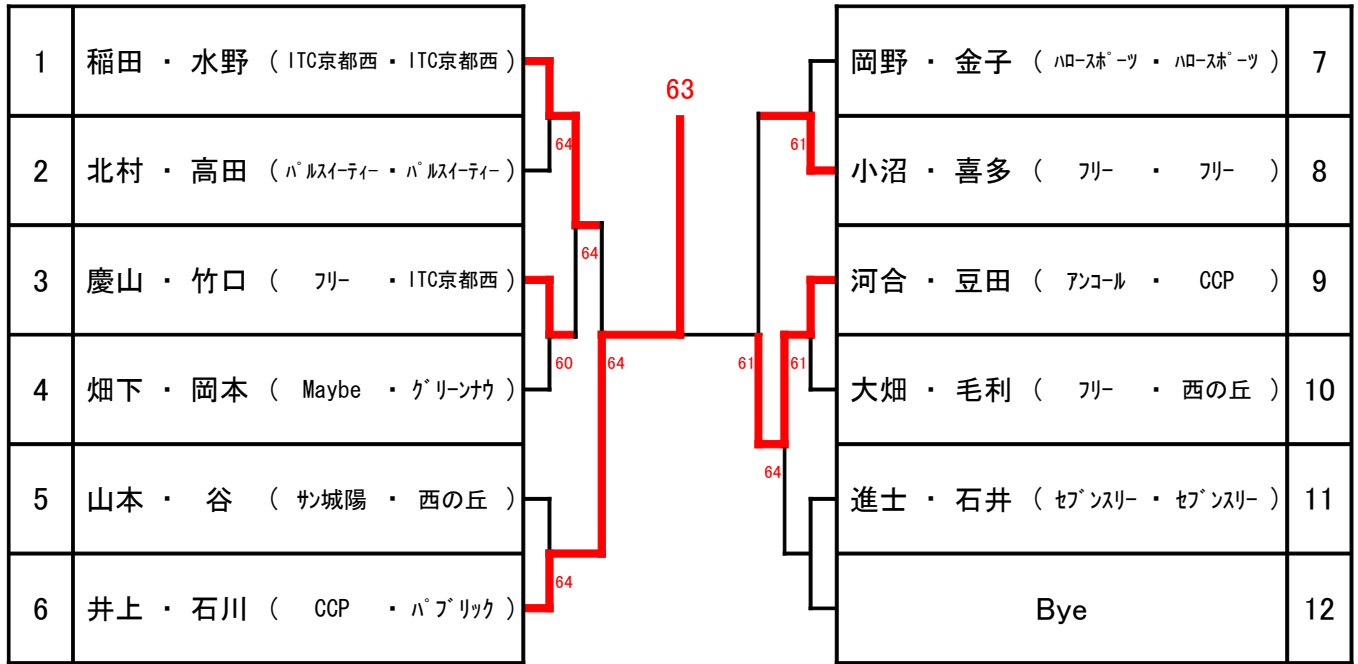 1 稲田 ・ 水野 ( ITC京都西 ・ ITC京都西 )
2 北村 ・ 高田 ( ﾊﾟﾙスイーティー ・ ﾊﾟﾙスイーティー )
3 慶山 ・ 竹口 ( フリー ・ ITC京都西 )
4 畑下 ・ 岡本 ( Maybe ・ グリーンナウ )
5 山本 ・ 谷 ( サン城陽 ・ 西の丘 )
6 井上 ・ 石川 ( CCP ・ パブリック )
64
64
60
64
64
63
岡野 ・ 金子 ( ハロースポーツ ・ ハロースポーツ ) 7
小沼 ・ 喜多 ( フリー ・ フリー ) 8
河合 ・ 豆田 ( アンコール ・ CCP ) 9
大畑 ・ 毛利 ( フリー ・ 西の丘 ) 10
進士 ・ 石井 ( セブンスリー ・ セブンスリー ) 11
Bye 12
61
61
61
64